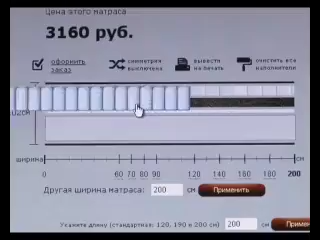 Цена этого матраса
3160 руб.
оформить заказ
симметрия выключена
вывести на печать
очистить все наполнители
см
ширина
0 60 70 80 90 120 140 160 180 200
см
Другая ширина матраса: 200 см Применить
Укажите длину (стандартная: 120, 190 и 200 см) 200 см